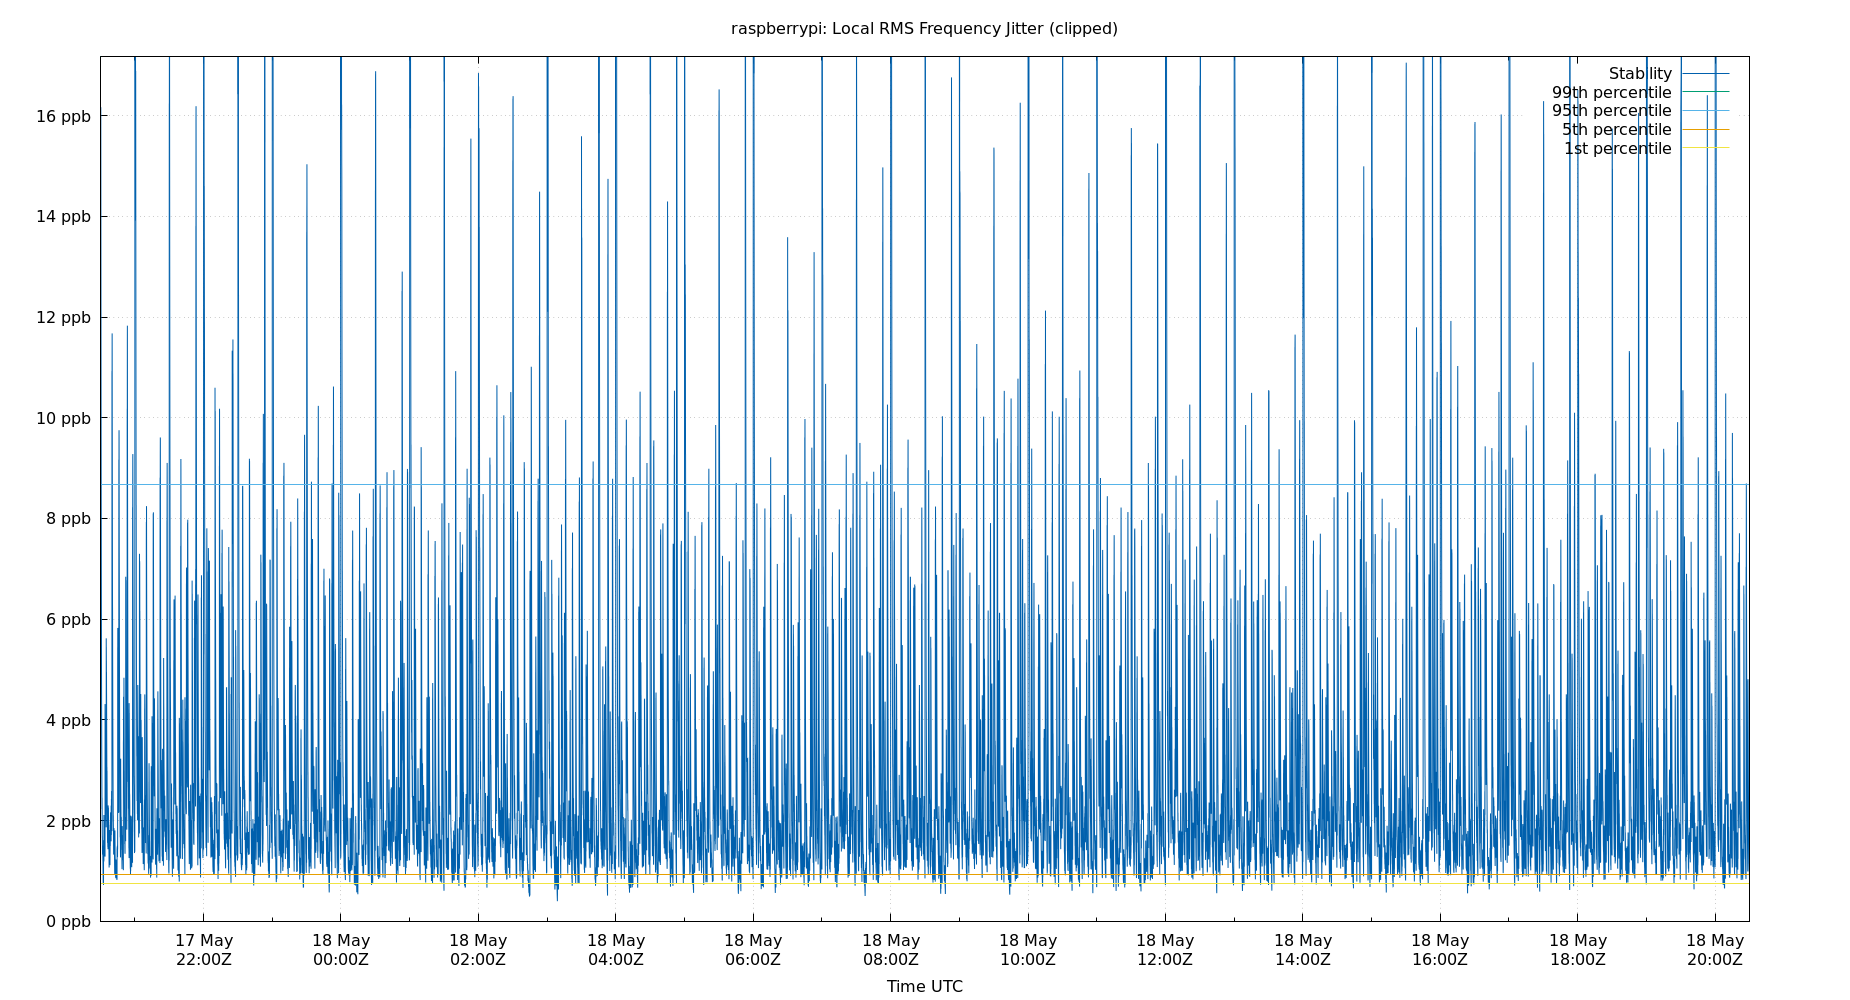 raspberrypi: Local RMS Frequency Jitter (clipped)
Stability
99th percentile
95th percentile
5th percentile
1st percentile
16 ppb
14 ppb
12 ppb
10 ppb
8 ppb
6 ppb
4 ppb
2 ppb
0 ppb
17 May 18 May 18 May 18 May 18 May 18 May 18 May 18 May 18 May 18 May 18 May 18 May
22:00Z 00:00Z 02:00Z 04:00Z 06:00Z 08:00Z 10:00Z 12:00Z 14:00Z 16:00Z 18:00Z 20:00Z
Time UTC